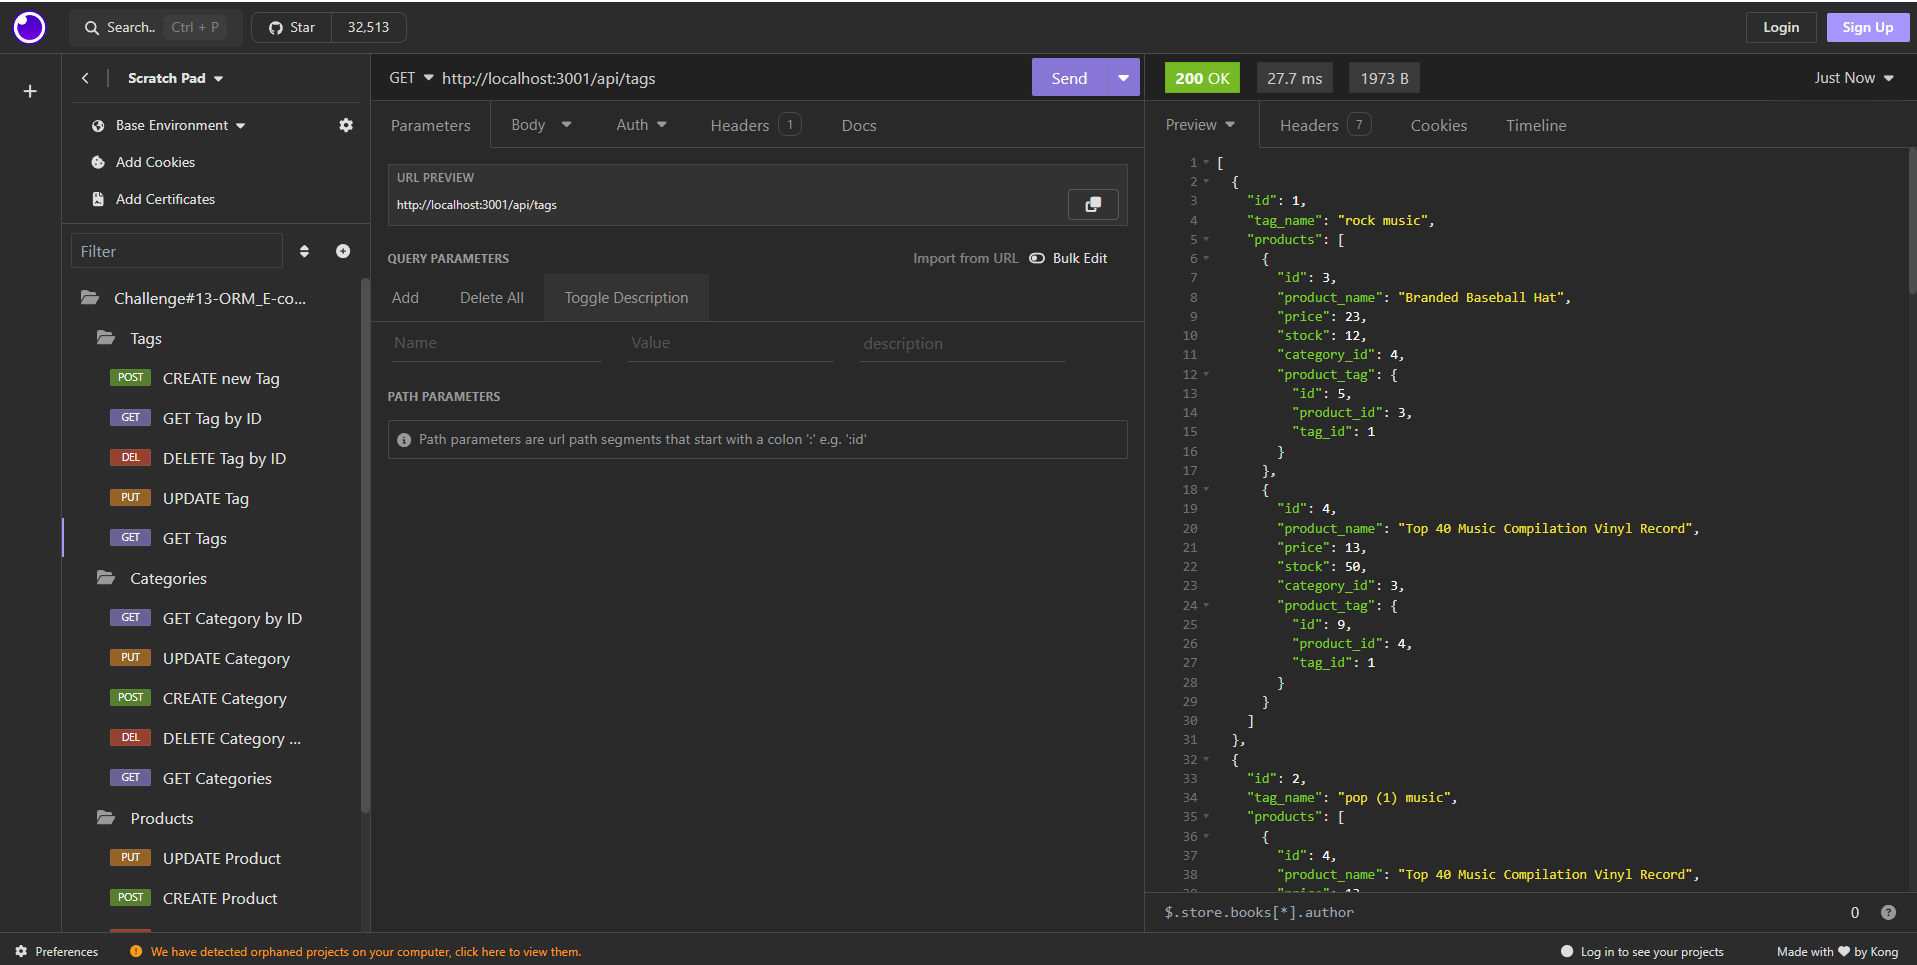 Search.. Ctrl + P Star 32,513 Login Sign Up
Scratch Pad
Base Environment
Add Cookies
Add Certificates
Filter
Challenge#13-ORM_E-co...
Tags
POST CREATE new Tag
GET GET Tag by ID
DEL DELETE Tag by ID
PUT UPDATE Tag
GET GET Tags
Categories
GET GET Category by ID
PUT UPDATE Category
POST CREATE Category
DEL DELETE Category ...
GET GET Categories
Products
PUT UPDATE Product
POST CREATE Product
GET http://localhost:3001/api/tags Send
Parameters Body Auth Headers 1 Docs
URL PREVIEW
http://localhost:3001/api/tags
QUERY PARAMETERS Import from URL Bulk Edit
Add Delete All Toggle Description
Name Value description
PATH PARAMETERS
Path parameters are url path segments that start with a colon ':' e.g. ':id'
200 OK 27.7 ms 1973 B Just Now
Preview Headers 7 Cookies Timeline
1 [
2 {
3 "id": 1,
4 "tag_name": "rock music",
5 "products": [
6 {
7 "id": 3,
8 "product_name": "Branded Baseball Hat",
9 "price": 23,
10 "stock": 12,
11 "category_id": 4,
12 "product_tag": {
13 "id": 5,
14 "product_id": 3,
15 "tag_id": 1
16 }
17 },
18 {
19 "id": 4,
20 "product_name": "Top 40 Music Compilation Vinyl Record",
21 "price": 13,
22 "stock": 50,
23 "category_id": 3,
24 "product_tag": {
25 "id": 9,
26 "product_id": 4,
27 "tag_id": 1
28 }
29 }
30 ]
31 },
32 {
33 "id": 2,
34 "tag_name": "pop (1) music",
35 "products": [
36 {
37 "id": 4,
38 "product_name": "Top 40 Music Compilation Vinyl Record",
$.store.books[*].author 0
Preferences We have detected orphaned projects on your computer, click here to view them. Log in to see your projects Made with ♥ by Kong